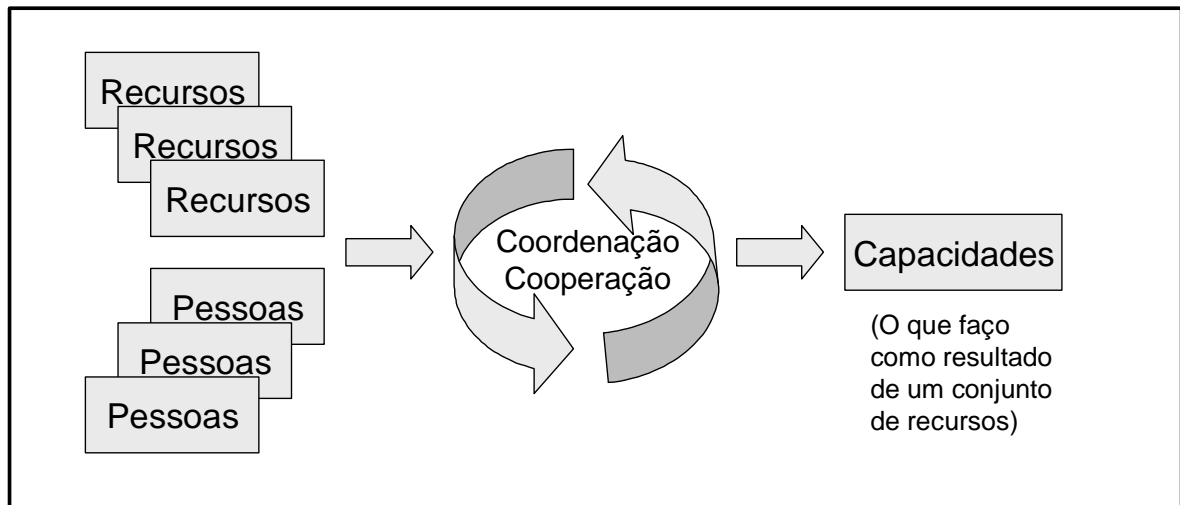 Recursos
Recursos
Recursos
Pessoas
Pessoas
Pessoas
Coordenação
Cooperação
Capacidades
(O que faço
como resultado
de um conjunto
de recursos)